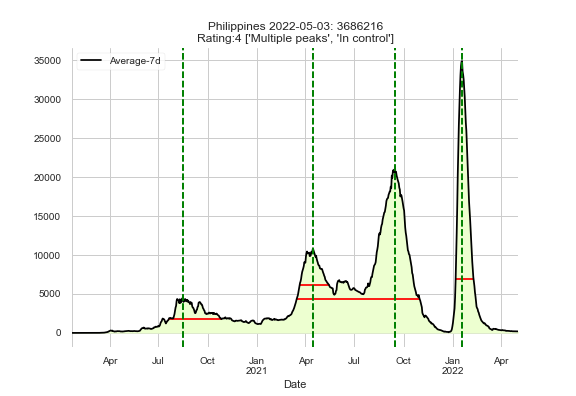 Philippines 2022-05-03: 3686216
Rating:4 ['Multiple peaks', 'In control']
Average-7d
35000
30000
25000
20000
15000
10000
5000
0
Apr Jul Oct Jan Apr Jul Oct Jan Apr
2021 2022
Date